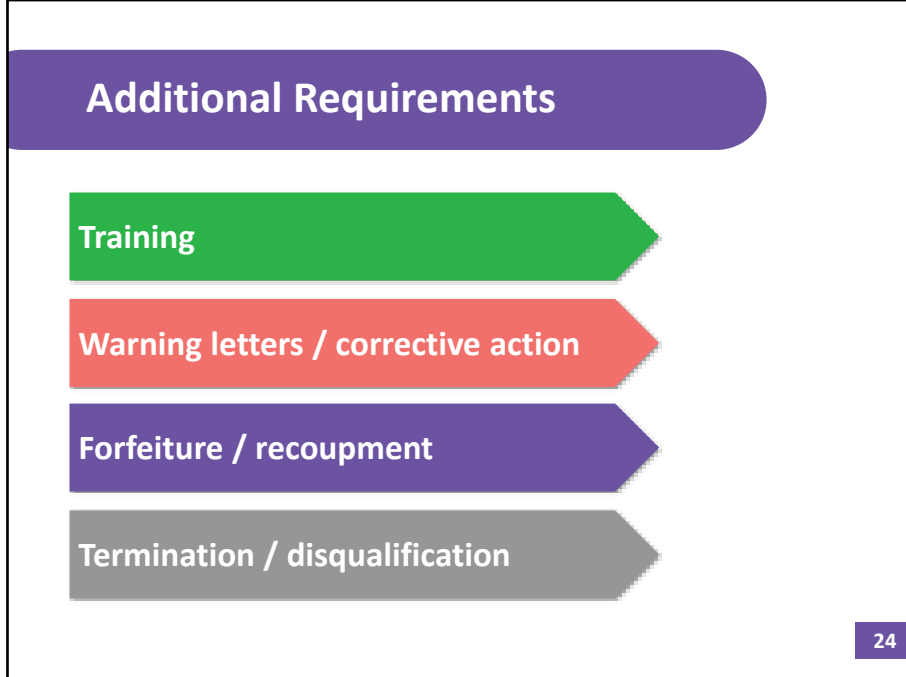 Additional Requirements
Training
Warning letters / corrective action
Forfeiture / recoupment
Termination / disqualification
24